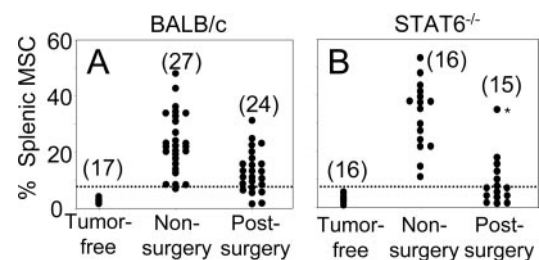 BALB/c STAT6-/-
60 A (27) B (16)
(24) (15)
40 *
% Splenic MSC
20 (17) (16)
0
Tumor- Non- Post- Tumor- Non- Post-
free surgery surgery free surgery surgery